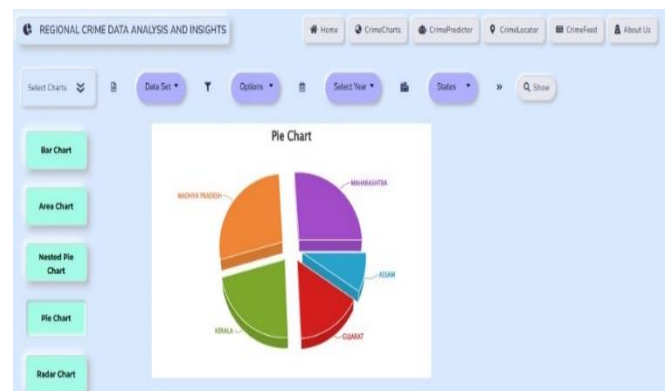 REGIONAL CRIME DATA ANALYSIS AND INSIGHTS
Home
CrimeCharts
CrimePredictor
CrimeLocator
CrimeFeed
About Us
Select Charts
Data Set
Options
Select Year
States
Show
Bar Chart
Area Chart
Nested Pie
Chart
Pie Chart
Radar Chart
Pie Chart
MADHYA PRADESH
MAHARASHTRA
ASSAM
KERALA
GUJARAT